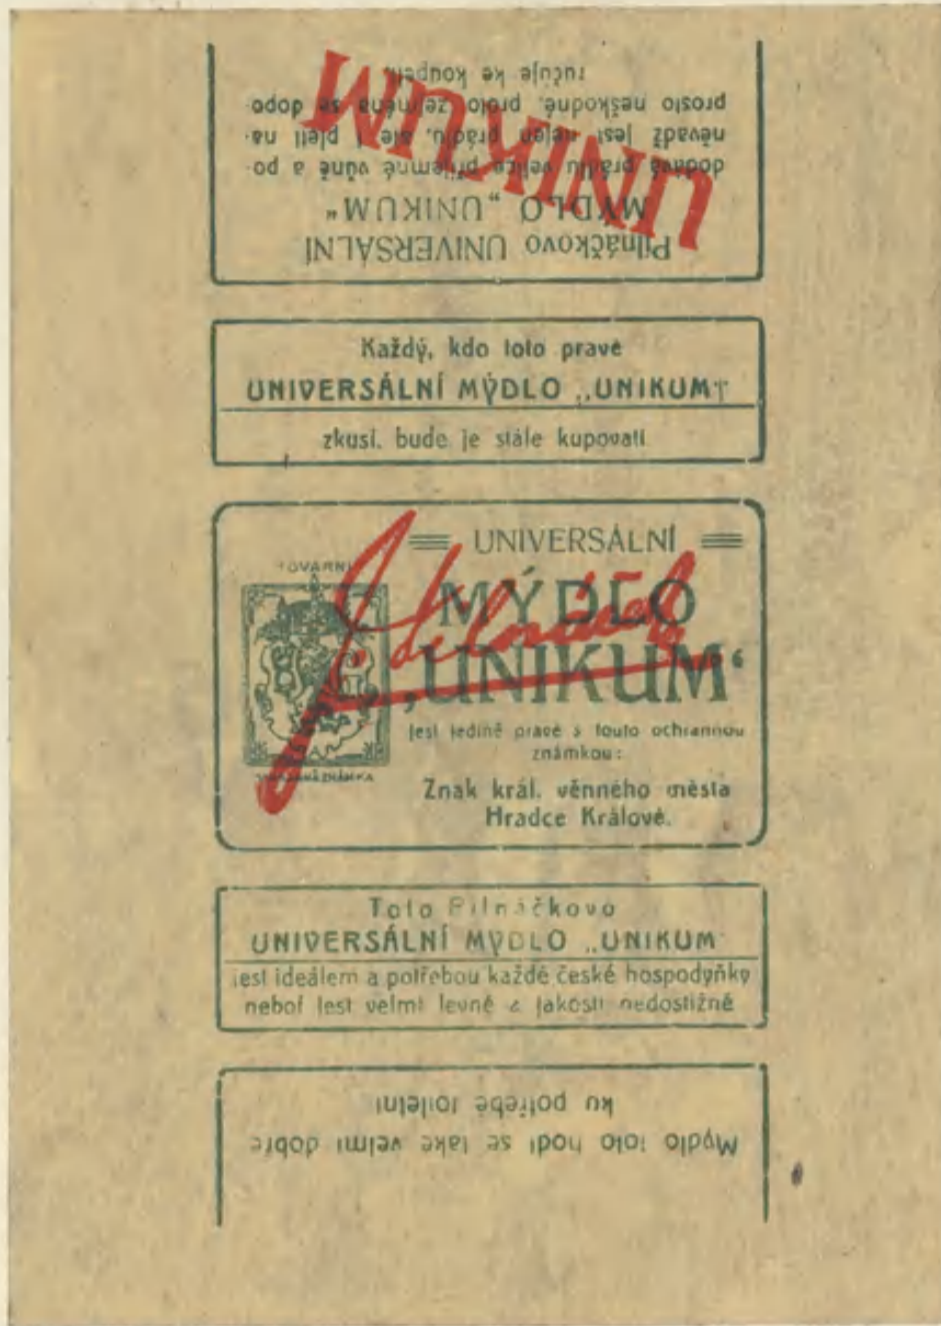 Pilnáčkovo UNIVERSÁLNÍ
MÝDLO „UNIKUM"
dodává prádlu velice příjemné vůně a po-
něvadž jest nejen prádlu, ale i pleti na-
prosto neškodné, proto zejména se dopo-
ručuje ke koupeli
UNIKUM
Každý, kdo toto pravé
UNIVERSÁLNÍ MÝDLO „UNIKUM"
zkusí. bude je stále kupovati
UNIVERSÁLNÍ
MÝDLO
‚UNIKUM‘
jest jedině pravé s touto ochrannou
známkou:
Znak král. věnného města
Hradce Králové.
TOVÁRNÍ
J. Pilnáček
Toto Pilnáčkovo
UNIVERSÁLNÍ MÝDLO „UNIKUM
jest ideálem a potřebou každé české hospodyňky
neboť jest velmi levné a jakosti nedostižné
Mýdlo toto hodí se také velmi dobře
ku potřebě toiletní